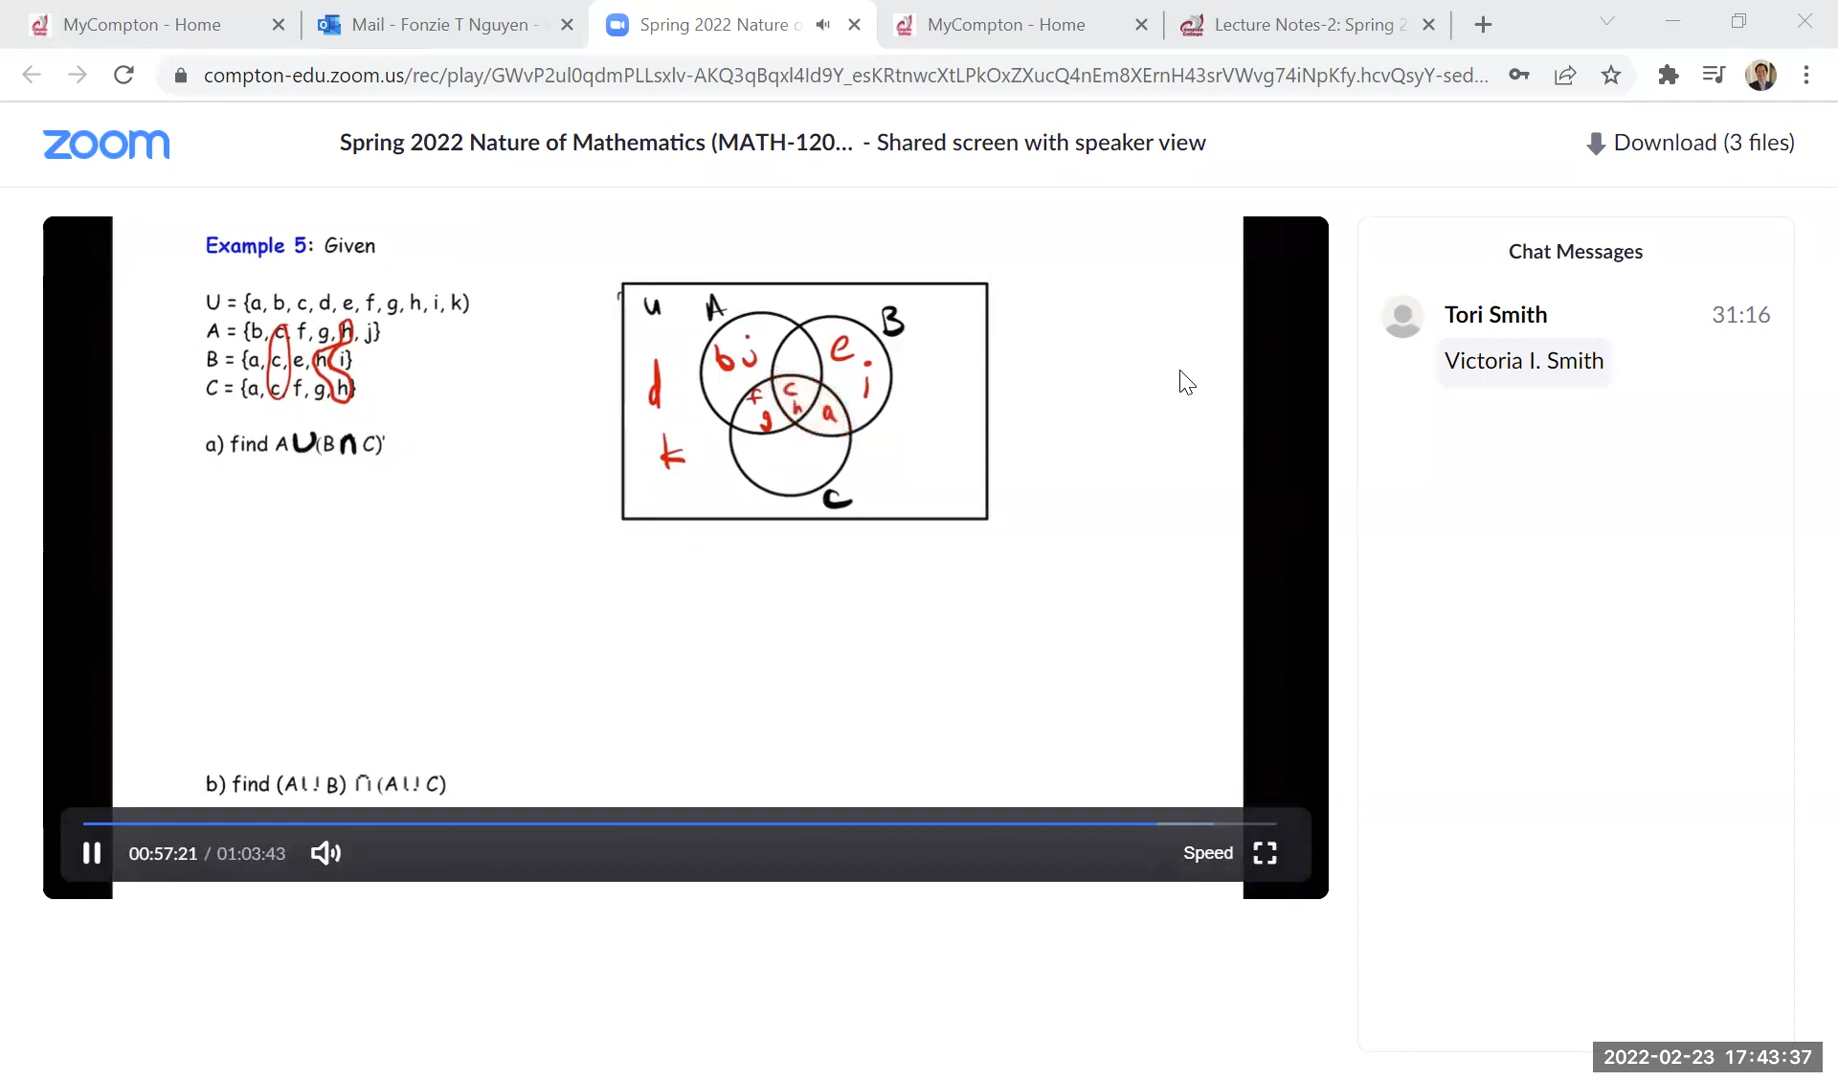 MyCompton - Home
Mail - Fonzie T Nguyen -
Spring 2022 Nature o
MyCompton - Home
Lecture Notes-2: Spring 2
compton-edu.zoom.us/rec/play/GWvP2ul0qdmPLLsxlv-AKQ3qBqxl4Id9Y_esKRtnwcXtLPkOxZXucQ4nEm8XErnH43srVWvg74iNpKfy.hcvQsyY-sed...
zoom
Spring 2022 Nature of Mathematics (MATH-120... - Shared screen with speaker view
Download (3 files)
Example 5: Given
U = {a, b, c, d, e, f, g, h, i, k)
A = {b, c, f, g, h, j}
B = {a, c, e, h, i}
C = {a, c, f, g, h}
a) find A∪(B∩C)'
U
A
B
b j
e
i
d
f
g
c
h
a
k
C
b) find (A∪B) ∩ (A∪C)
00:57:21 / 01:03:43
Speed
Chat Messages
Tori Smith 31:16
Victoria I. Smith
2022-02-23 17:43:37